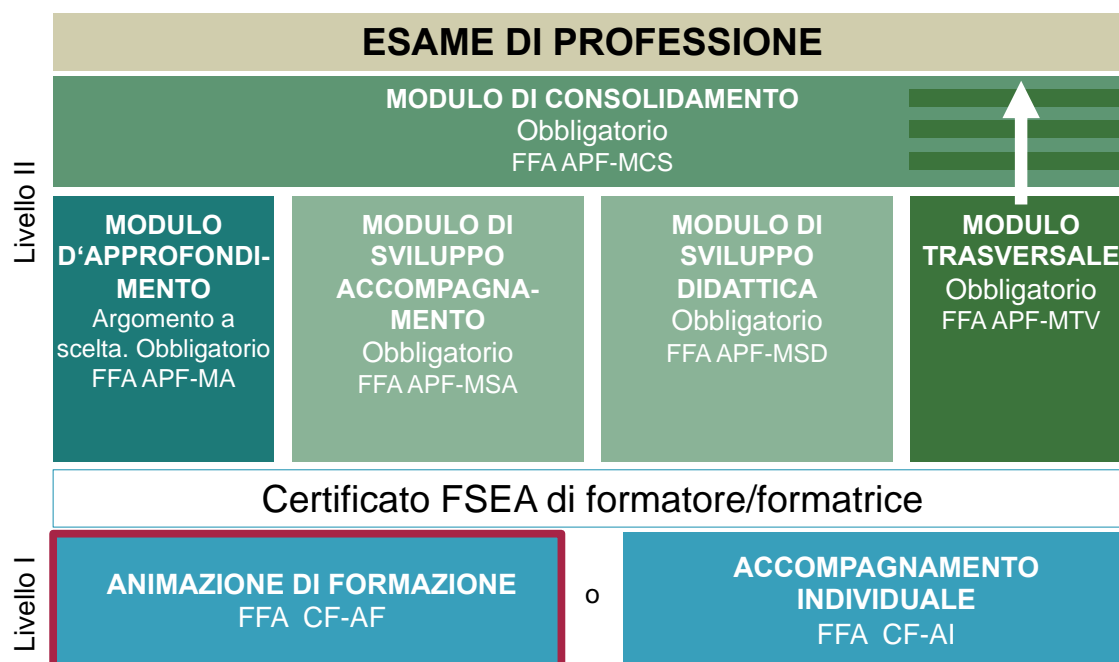 ESAME DI PROFESSIONE
MODULO DI CONSOLIDAMENTO
Obbligatorio
FFA APF-MCS
Livello II
MODULO
D‘APPROFONDI-
MENTO
Argomento a
scelta. Obbligatorio
FFA APF-MA
MODULO DI
SVILUPPO
ACCOMPAGNA-
MENTO
Obbligatorio
FFA APF-MSA
MODULO DI
SVILUPPO
DIDATTICA
Obbligatorio
FFA APF-MSD
MODULO
TRASVERSALE
Obbligatorio
FFA APF-MTV
Certificato FSEA di formatore/formatrice
Livello I
ANIMAZIONE DI FORMAZIONE
FFA CF-AF
o
ACCOMPAGNAMENTO
INDIVIDUALE
FFA CF-AI